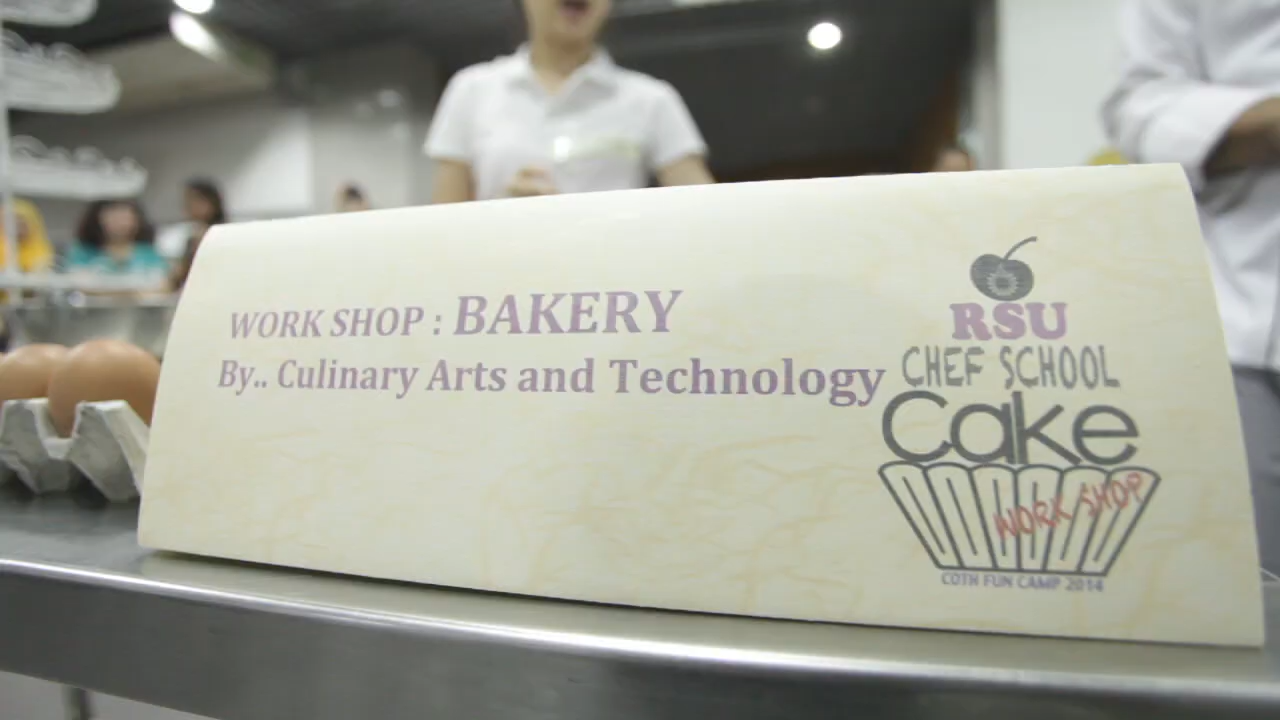 WORK SHOP : BAKERY
By.. Culinary Arts and Technology
RSU
CHEF SCHOOL
Cake
WORK SHOP
COTH FUN CAMP 2014